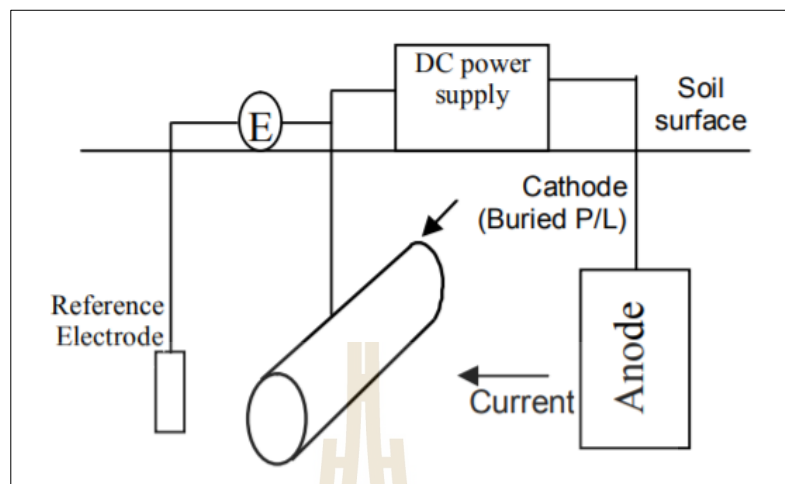 DC power
supply
E
Soil
surface
Cathode
(Buried P/L)
Reference
Electrode
Current
Anode